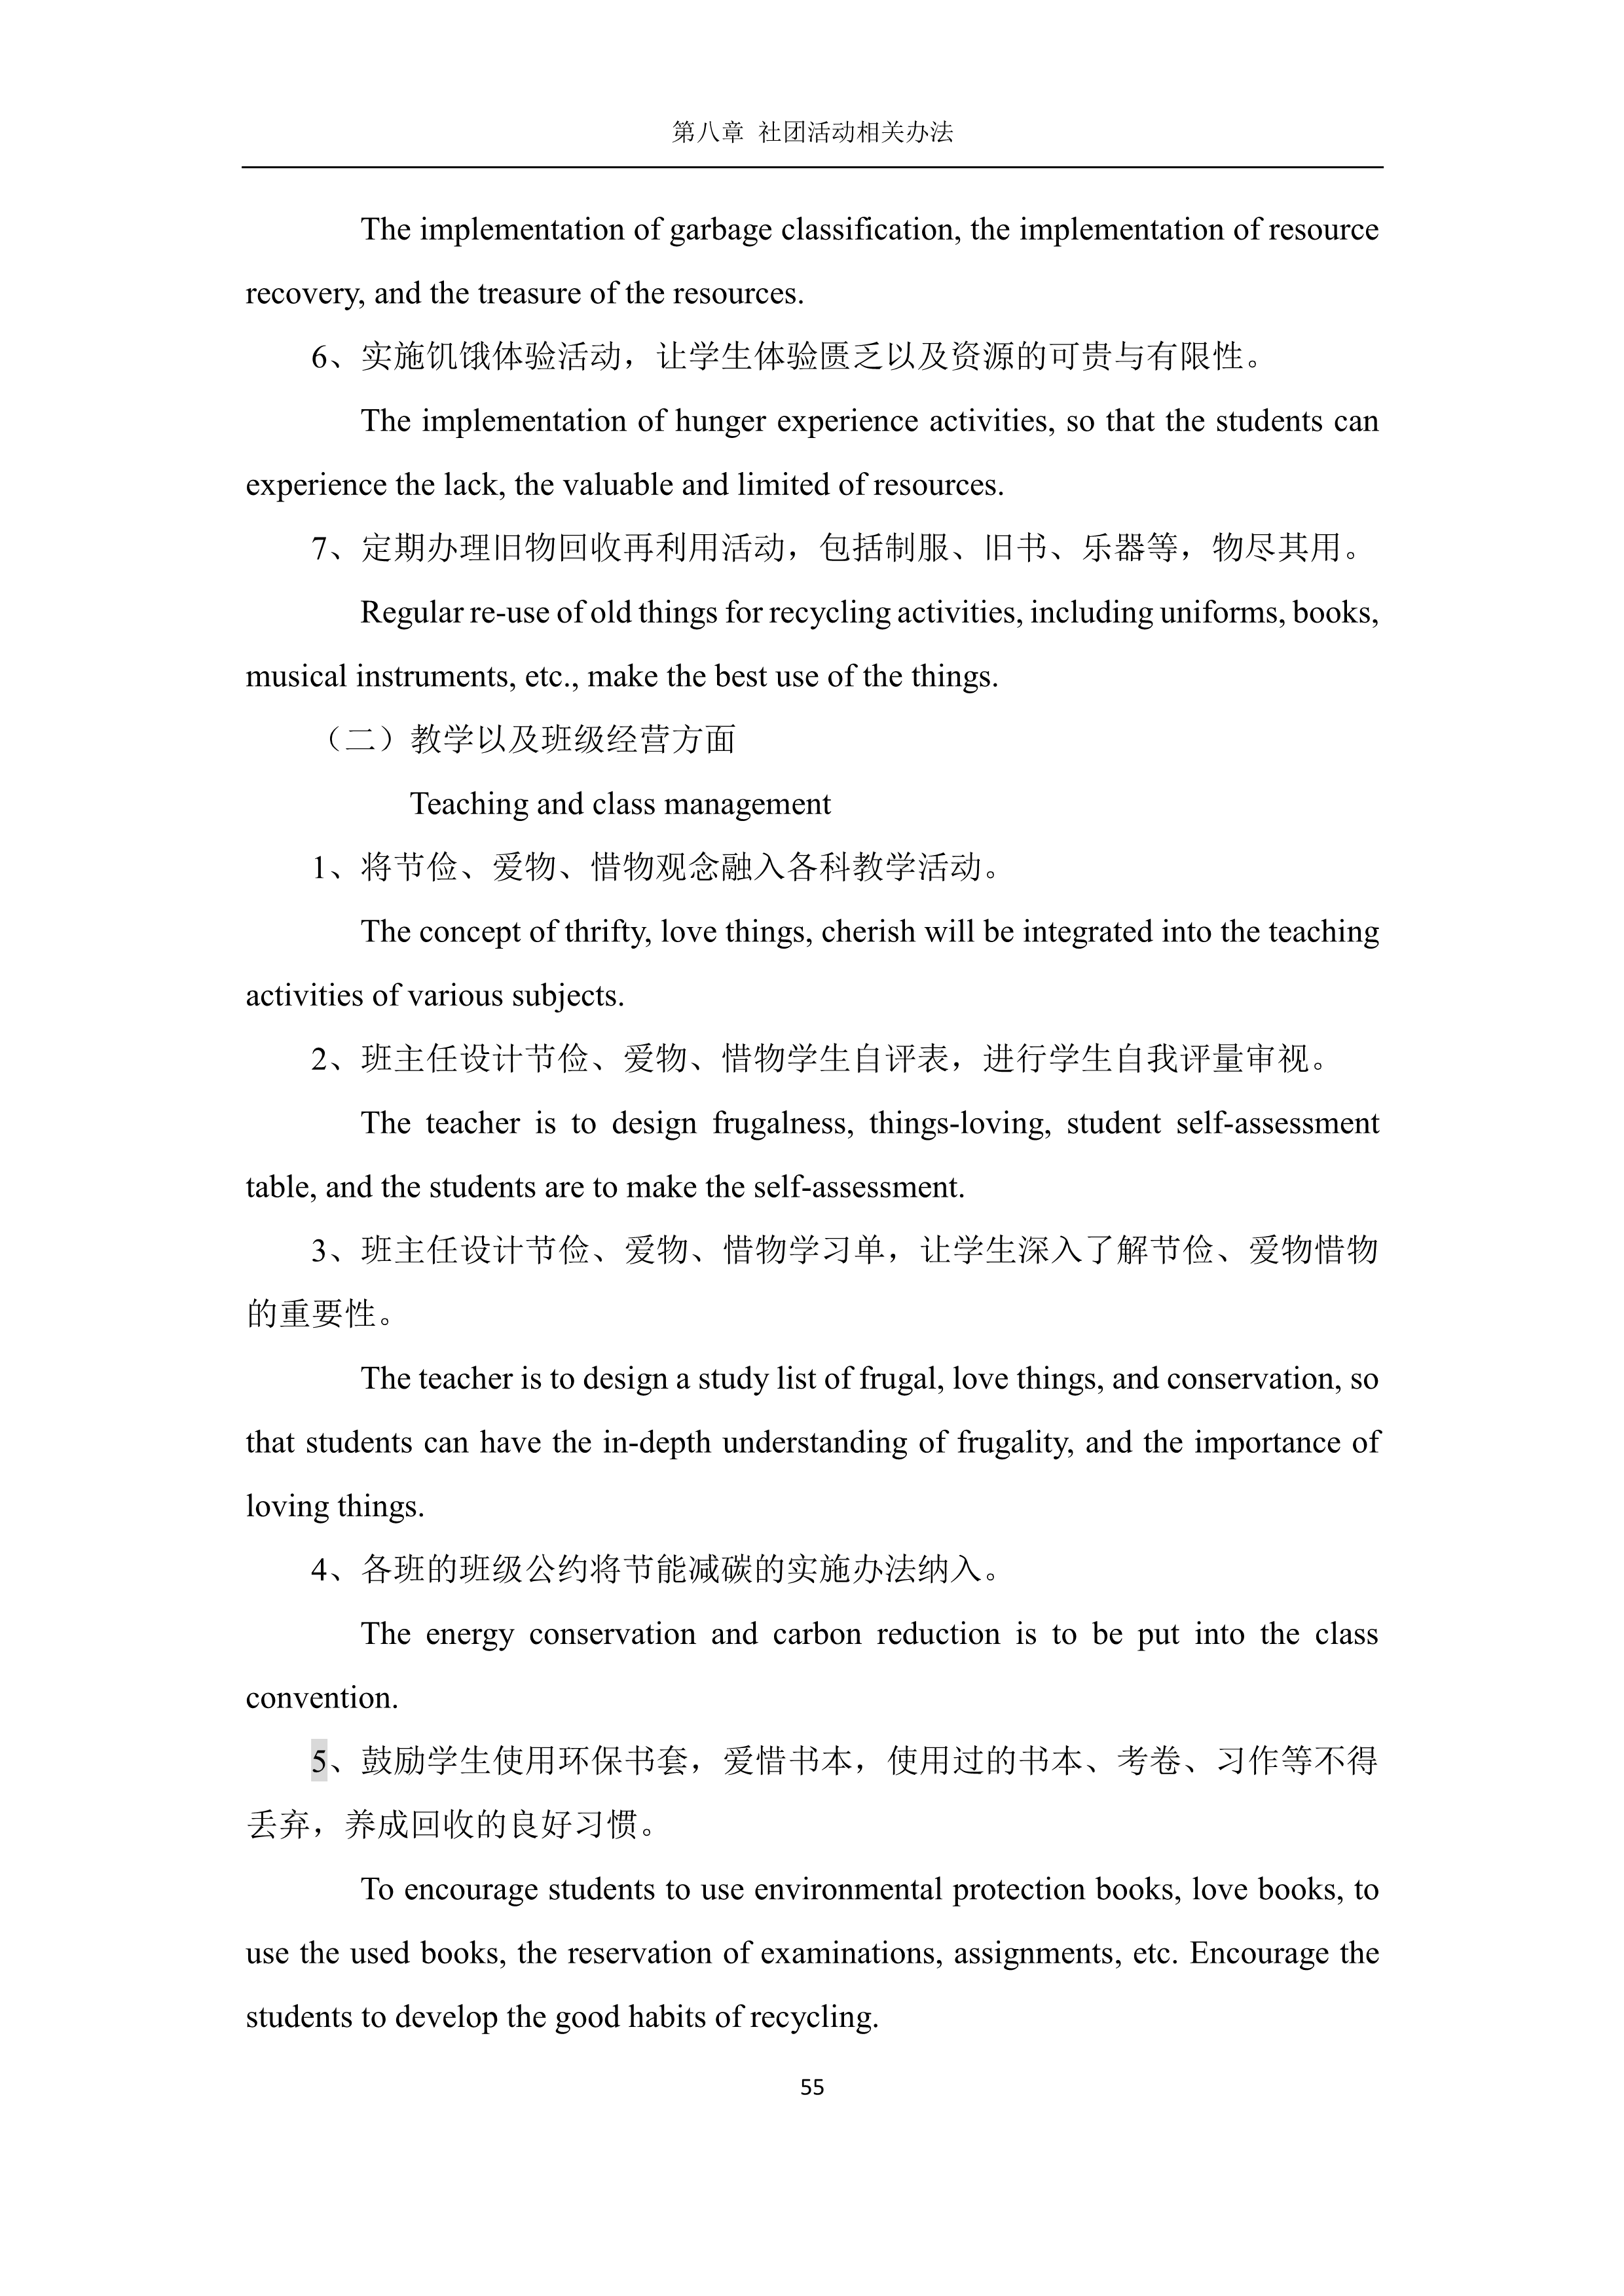 第八章 社团活动相关办法
The implementation of garbage classification, the implementation of resource
recovery, and the treasure of the resources.
6、实施饥饿体验活动，让学生体验匮乏以及资源的可贵与有限性。
The implementation of hunger experience activities, so that the students can
experience the lack, the valuable and limited of resources.
7、定期办理旧物回收再利用活动，包括制服、旧书、乐器等，物尽其用。
Regular re-use of old things for recycling activities, including uniforms, books,
musical instruments, etc., make the best use of the things.
（二）教学以及班级经营方面
Teaching and class management
1、将节俭、爱物、惜物观念融入各科教学活动。
The concept of thrifty, love things, cherish will be integrated into the teaching
activities of various subjects.
2、班主任设计节俭、爱物、惜物学生自评表，进行学生自我评量审视。
The teacher is to design frugalness, things-loving, student self-assessment
table, and the students are to make the self-assessment.
3、班主任设计节俭、爱物、惜物学习单，让学生深入了解节俭、爱物惜物
的重要性。
The teacher is to design a study list of frugal, love things, and conservation, so
that students can have the in-depth understanding of frugality, and the importance of
loving things.
4、各班的班级公约将节能减碳的实施办法纳入。
The energy conservation and carbon reduction is to be put into the class
convention.
5、鼓励学生使用环保书套，爱惜书本，使用过的书本、考卷、习作等不得
丢弃，养成回收的良好习惯。
To encourage students to use environmental protection books, love books, to
use the used books, the reservation of examinations, assignments, etc. Encourage the
students to develop the good habits of recycling.
55